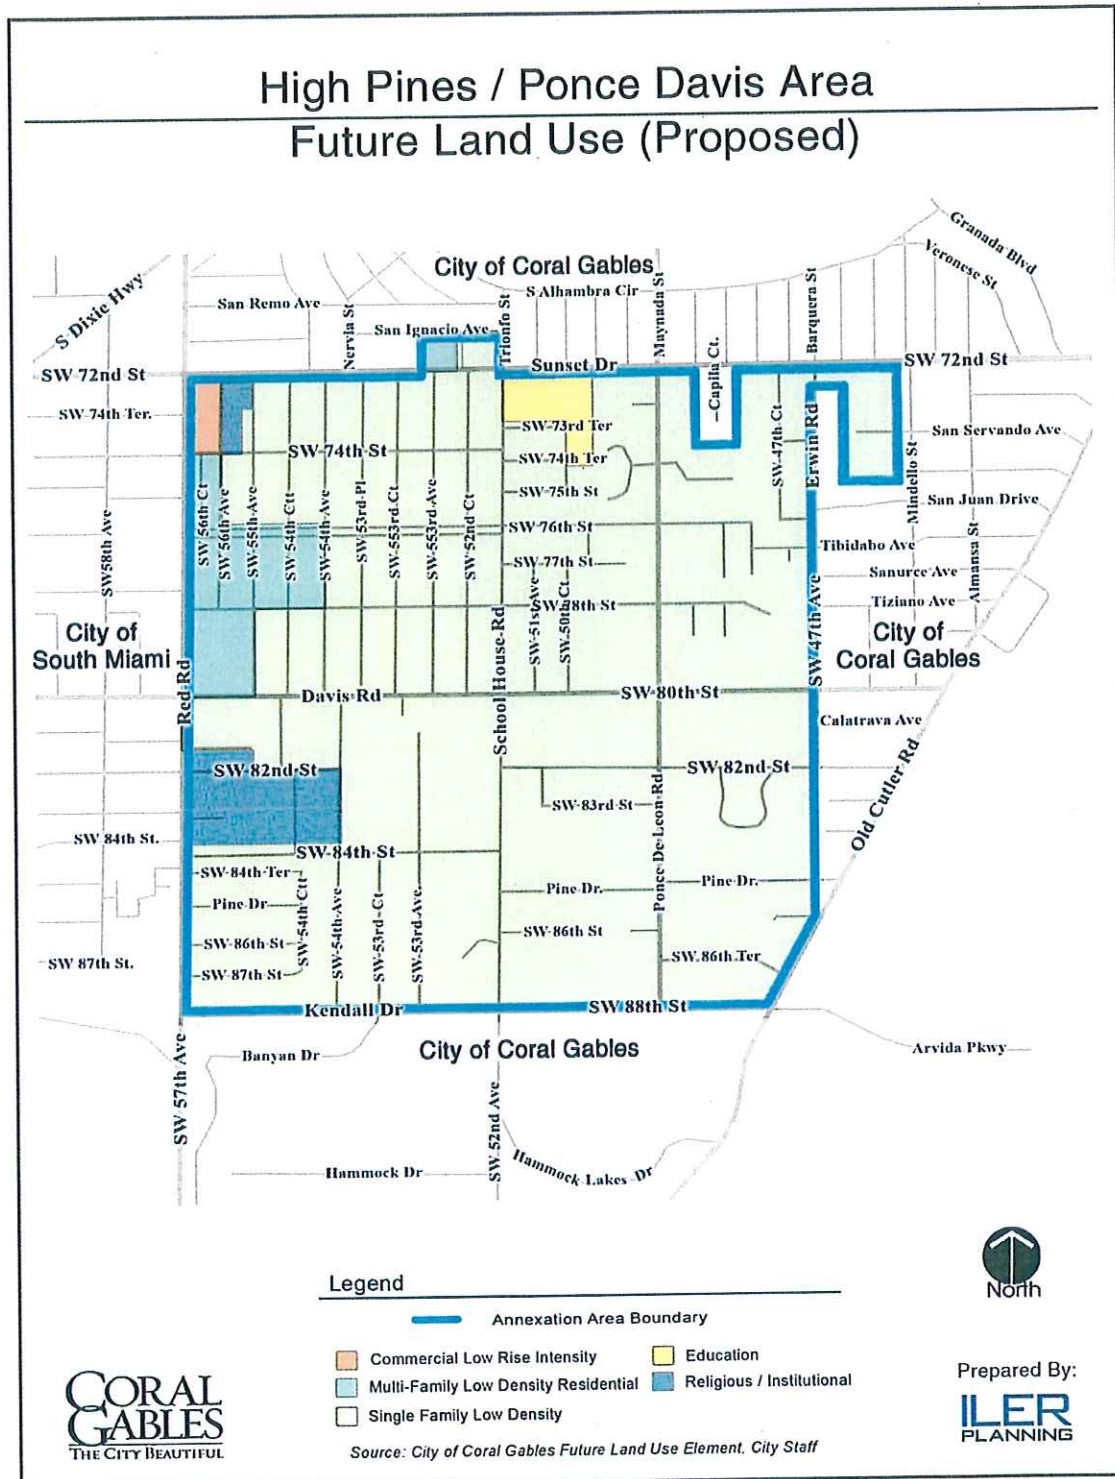 High Pines / Ponce Davis Area
Future Land Use (Proposed)
Granada Blvd
Veronese St
City of Coral Gables
S Dixie Hwy
San Remo Ave
Nervia St
San Ignacio Ave
Trionfo St
S Alhambra Cir
Maynada St
Barquera St
SW 72nd St
Sunset Dr
Capilla Ct.
SW 72nd St
SW 74th Ter.
SW 73rd Ter
SW 47th Ct
Erwin Rd
San Servando Ave
SW 74th St
SW 74th Ter
Mindello St
SW 75th St
San Juan Drive
SW58th Ave
SW 56th Ct
SW 56th Ave
SW 55th Ave
SW 54th Ctt
SW 54th Ave
SW 53rd Pl
SW 553rd Ct
SW 553rd Ave
SW 52nd Ct
SW 76th St
Almansa St
Tibidabo Ave
SW 77th St
Sanurce Ave
SW 51st Ave
SW 50th Ct
SW 78th St
Tiziano Ave
City of
South Miami
Red Rd
School House Rd
SW 47th Ave
City of
Coral Gables
Davis Rd
SW 80th St
Calatrava Ave
SW 82nd St
SW 82nd St
Ponce De Leon Rd
SW 83rd St
Old Cutler Rd
SW 84th St.
SW 84th St
SW 84th Ter
SW 54th Ctt
SW 54th Ave
SW 53rd Ct
SW 53rd Ave.
Pine Dr.
Pine Dr.
Pine Dr
SW 86th St
SW 86th St
SW 87th St.
SW 87th St
SW 86th Ter
Kendall Dr
SW 88th St
SW 57th Ave
Banyan Dr
City of Coral Gables
Arvida Pkwy
SW 52nd Ave
Hammock Dr
Hammock Lakes Dr
North
Legend
Annexation Area Boundary
Commercial Low Rise Intensity
Education
Multi-Family Low Density Residential
Religious / Institutional
Single Family Low Density
Source: City of Coral Gables Future Land Use Element, City Staff
CORAL
GABLES
THE CITY BEAUTIFUL
Prepared By:
ILER
PLANNING